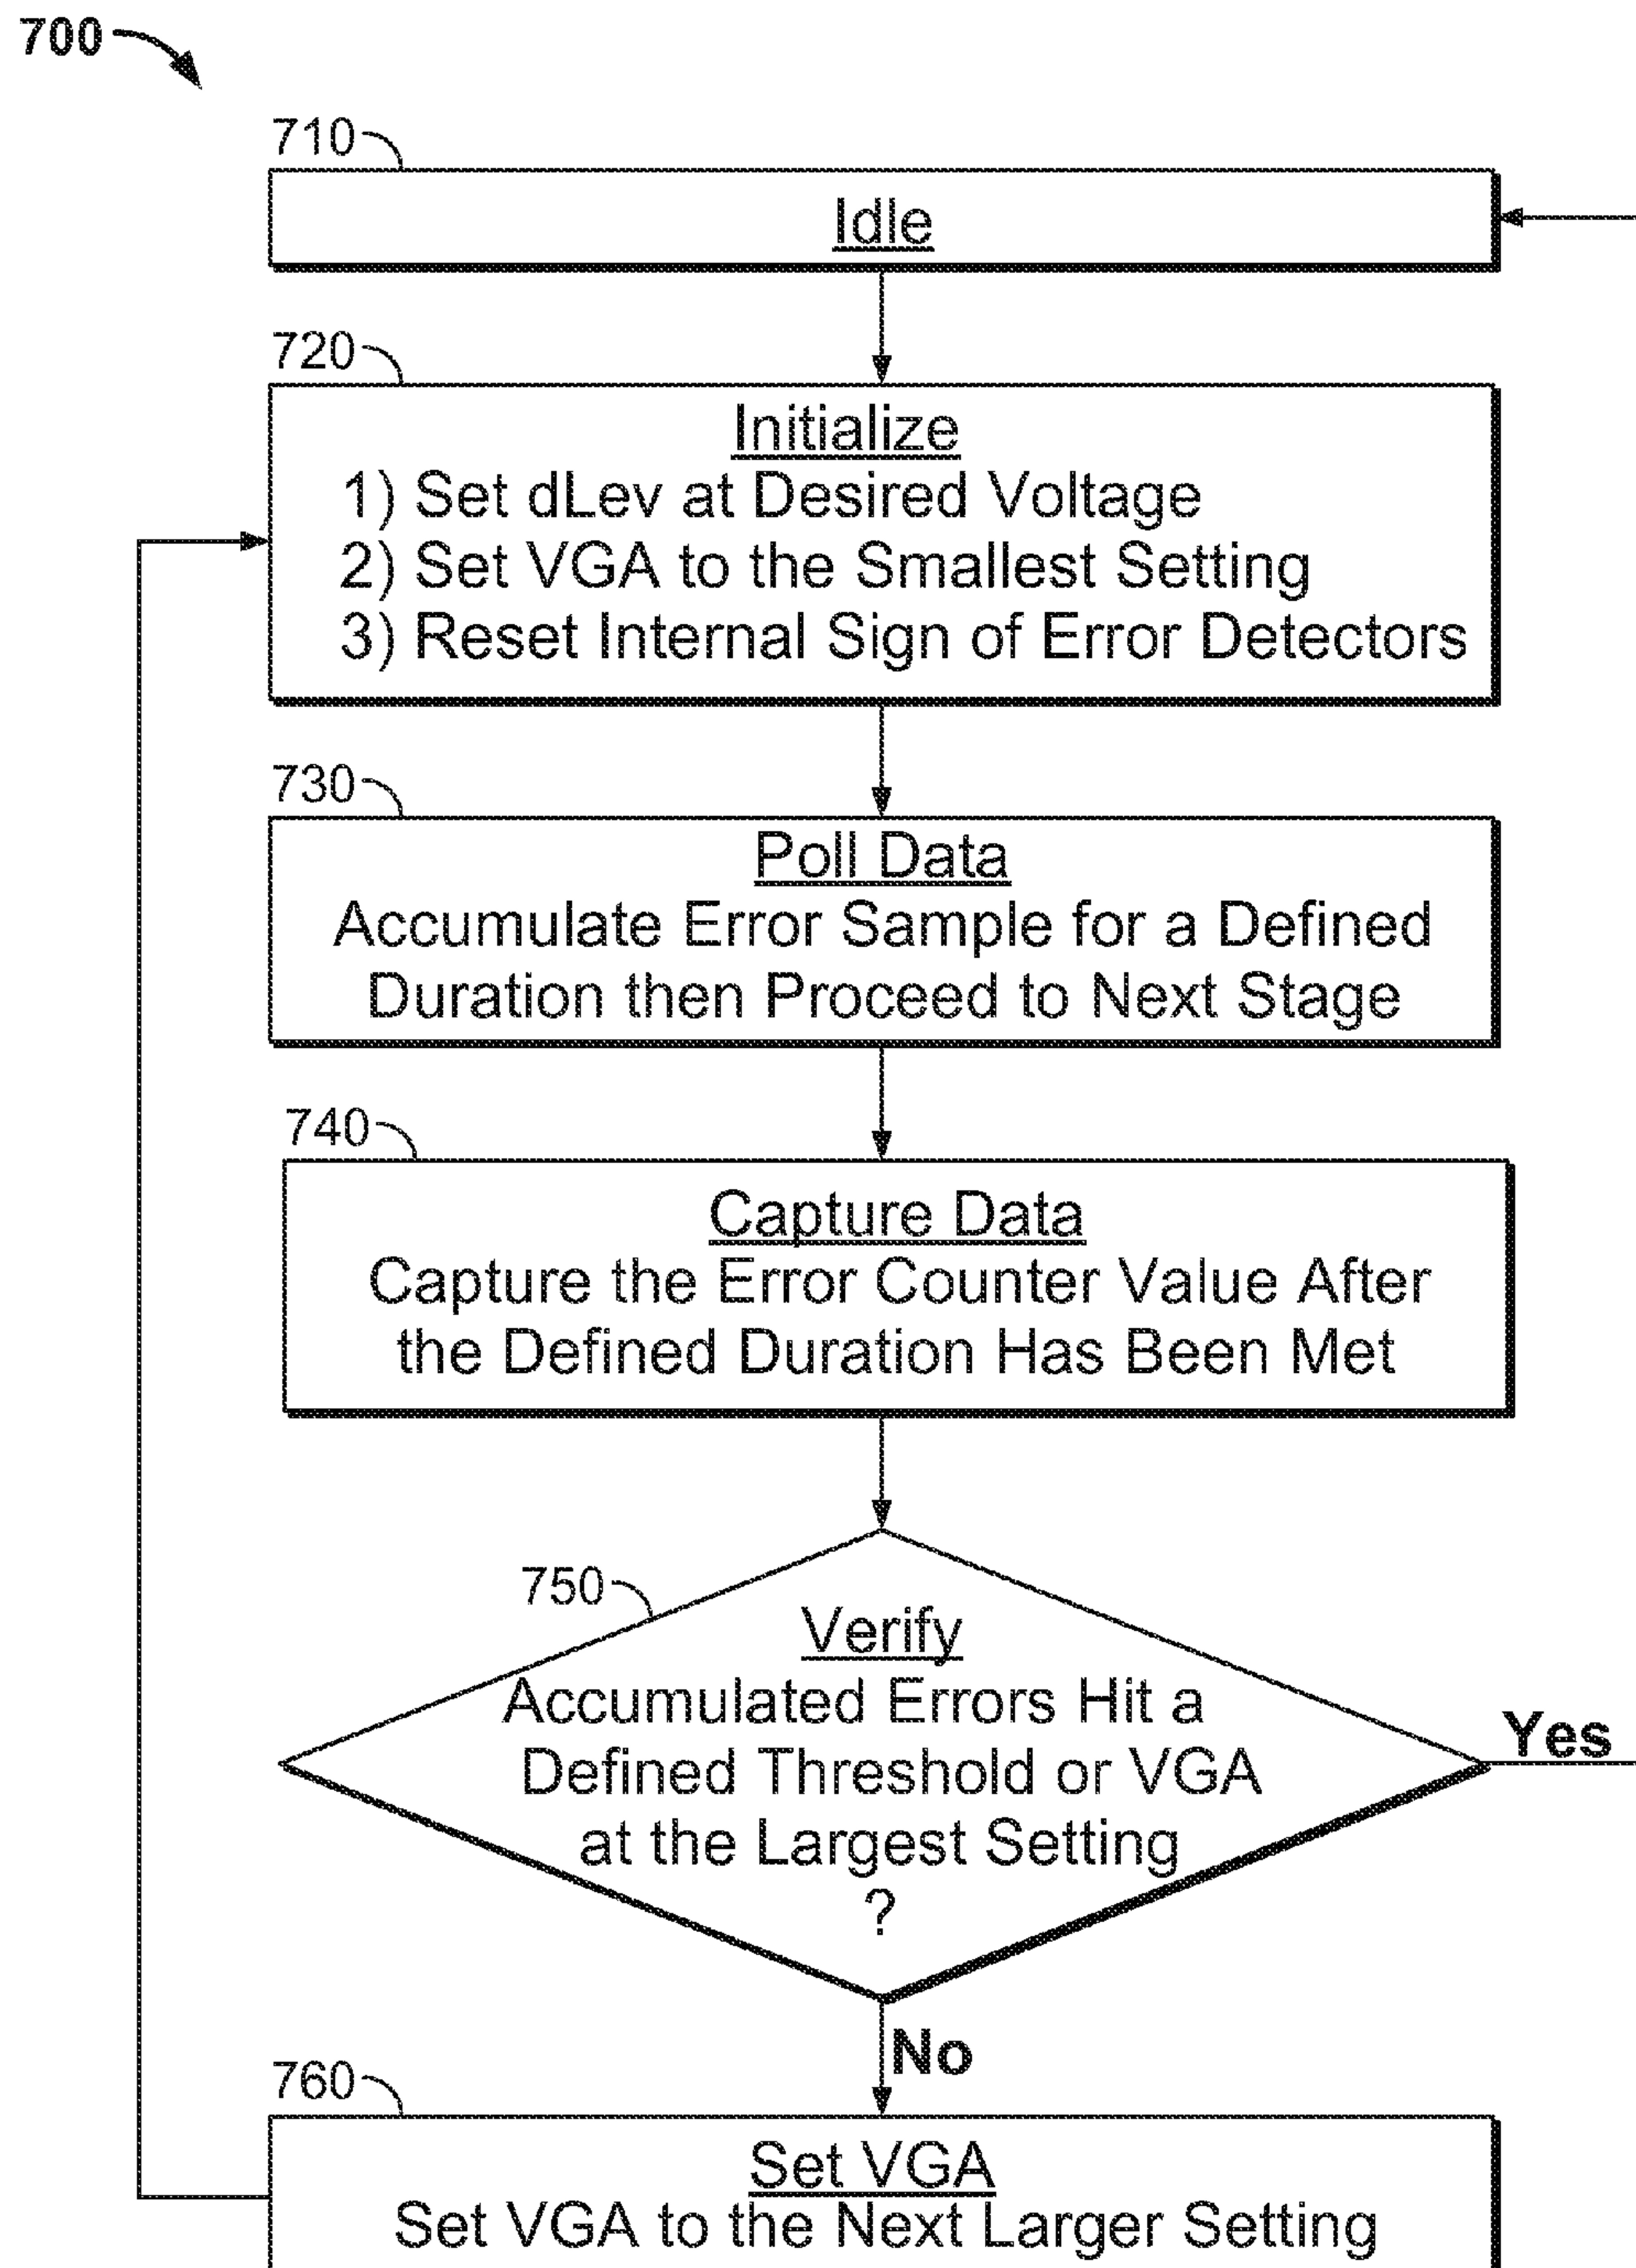 700
710
Idle
720
Initialize
1) Set dLev at Desired Voltage
2) Set VGA to the Smallest Setting
3) Reset Internal Sign of Error Detectors
730
Poll Data
Accumulate Error Sample for a Defined
Duration then Proceed to Next Stage
740
Capture Data
Capture the Error Counter Value After
the Defined Duration Has Been Met
750
Verify
Accumulated Errors Hit a
Defined Threshold or VGA
at the Largest Setting
?
Yes
No
760
Set VGA
Set VGA to the Next Larger Setting